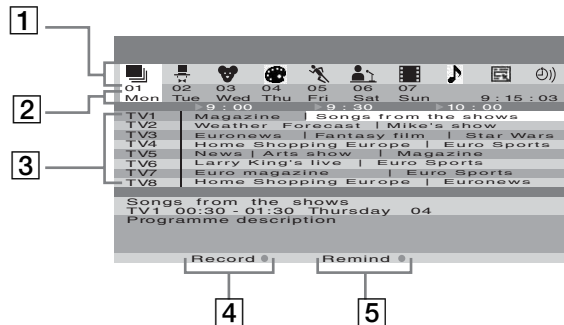 1
01 02 03 04 05 06 07
2
Mon Tue Wed Thu Fri Sat Sun 9 : 15 : 03
9 : 00 9 : 30 10 : 00
TV1 Magazine | Songs from the shows
TV2 Weather Forecast | Mike's show
TV3 Euronews | Fantasy film | Star Wars
3
TV4 Home Shopping Europe | Euro Sports
TV5 News | Arts show | Magazine
TV6 Larry King's live | Euro Sports
TV7 Euro magazine | Euro Sports
TV8 Home Shopping Europe | Euronews
Songs from the shows
TV1 00:30 - 01:30 Thursday 04
Programme description
Record Remind
4 5